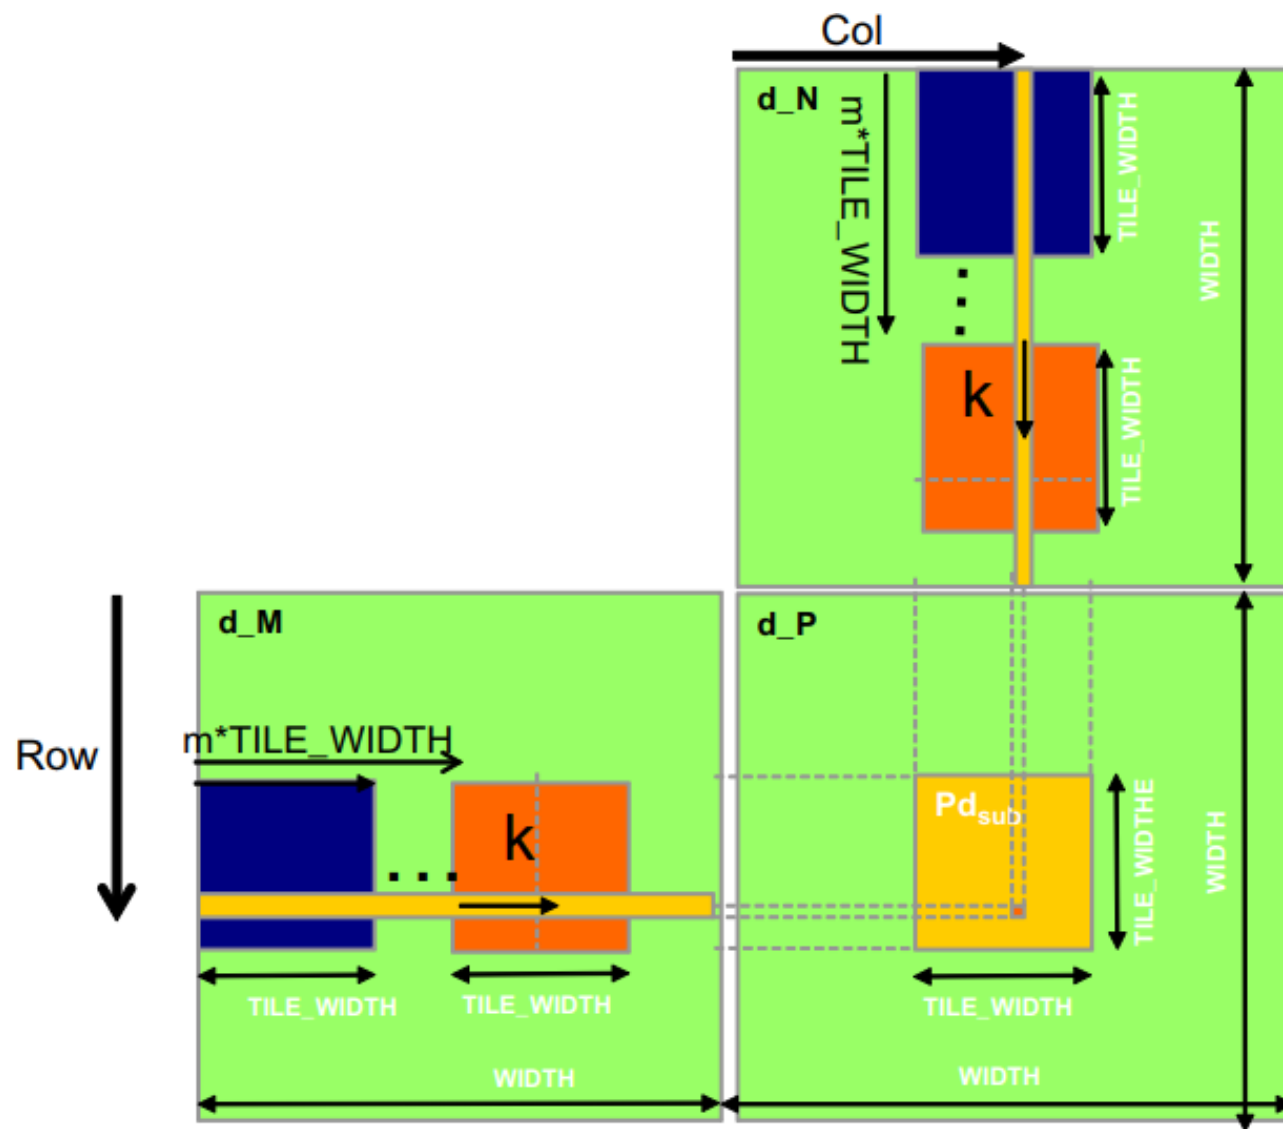 Col
d_N
m*TILE_WIDTH
TILE_WIDTH
WIDTH
k
TILE_WIDTH
Row
d_M
m*TILE_WIDTH
k
...
TILE_WIDTH
TILE_WIDTH
WIDTH
d_P
Pdsub
TILE_WIDTHE
WIDTH
TILE_WIDTH
WIDTH